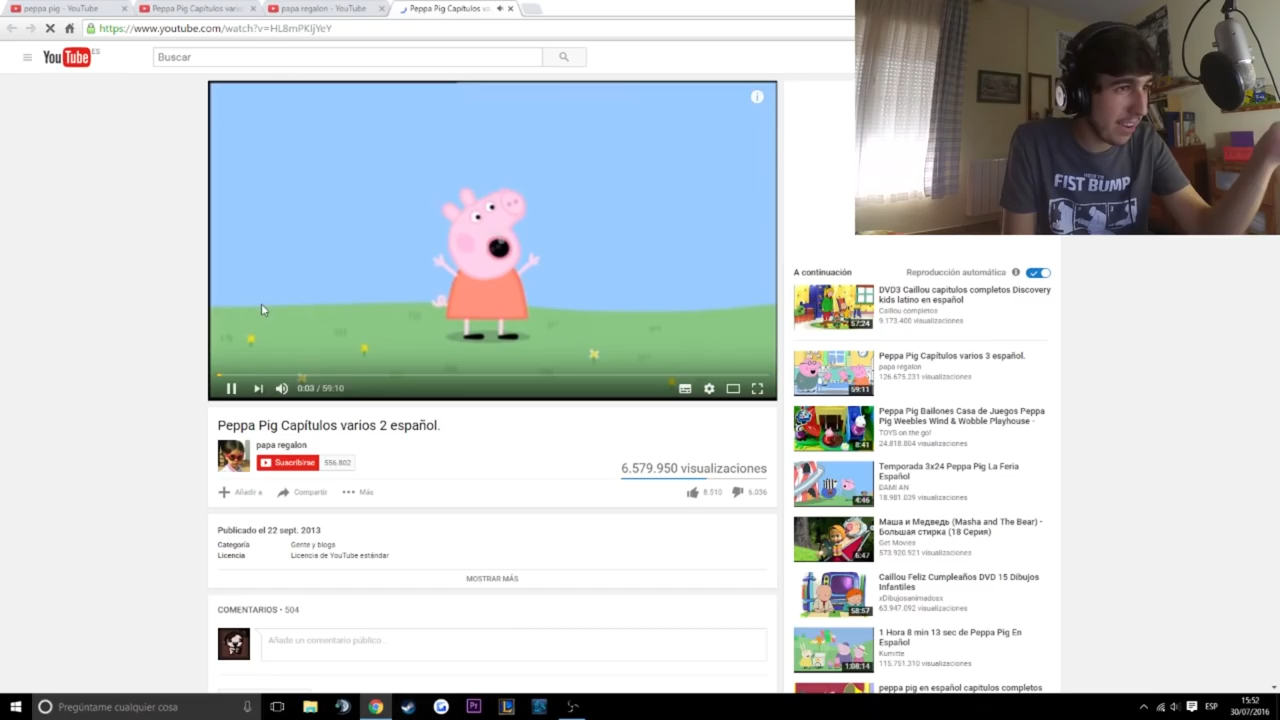 peppa pig - YouTube
Peppa Pig Capítulos vario
papa regalon - YouTube
Peppa Pig Capítulos va
https://www.youtube.com/watch?v=HL8mPKIjYeY
YouTube ES
Buscar
FIST BUMP
0:03 / 59:10
Peppa Pig Capítulos varios 2 español.
papa regalon
Suscribirse 556.802
6.579.950 visualizaciones
Añadir a
Compartir
Más
8.510
6.036
Publicado el 22 sept. 2013
Categoría Gente y blogs
Licencia Licencia de YouTube estándar
MOSTRAR MÁS
COMENTARIOS • 504
Añade un comentario público...
A continuación
Reproducción automática
DVD3 Caillou capitulos completos Discovery
kids latino en español
Caillou completos
9.173.400 visualizaciones
57:24
Peppa Pig Capítulos varios 3 español.
papa regalon
126.675.231 visualizaciones
59:11
Peppa Pig Bailones Casa de Juegos Peppa
Pig Weebles Wind & Wobble Playhouse -
TOYS on the go!
24.818.804 visualizaciones
8:41
Temporada 3x24 Peppa Pig La Feria
Español
DAMI AN
18.981.039 visualizaciones
4:46
Маша и Медведь (Masha and The Bear) -
Большая стирка (18 Серия)
Get Movies
573.920.921 visualizaciones
6:47
Caillou Feliz Cumpleaños DVD 15 Dibujos
Infantiles
xDibujosanimadosx
63.947.092 visualizaciones
58:57
1 Hora 8 min 13 sec de Peppa Pig En
Español
Kumitte
115.751.310 visualizaciones
1:08:14
peppa pig en español capitulos completos
Pregúntame cualquier cosa
Pr
ESP
15:52
30/07/2016